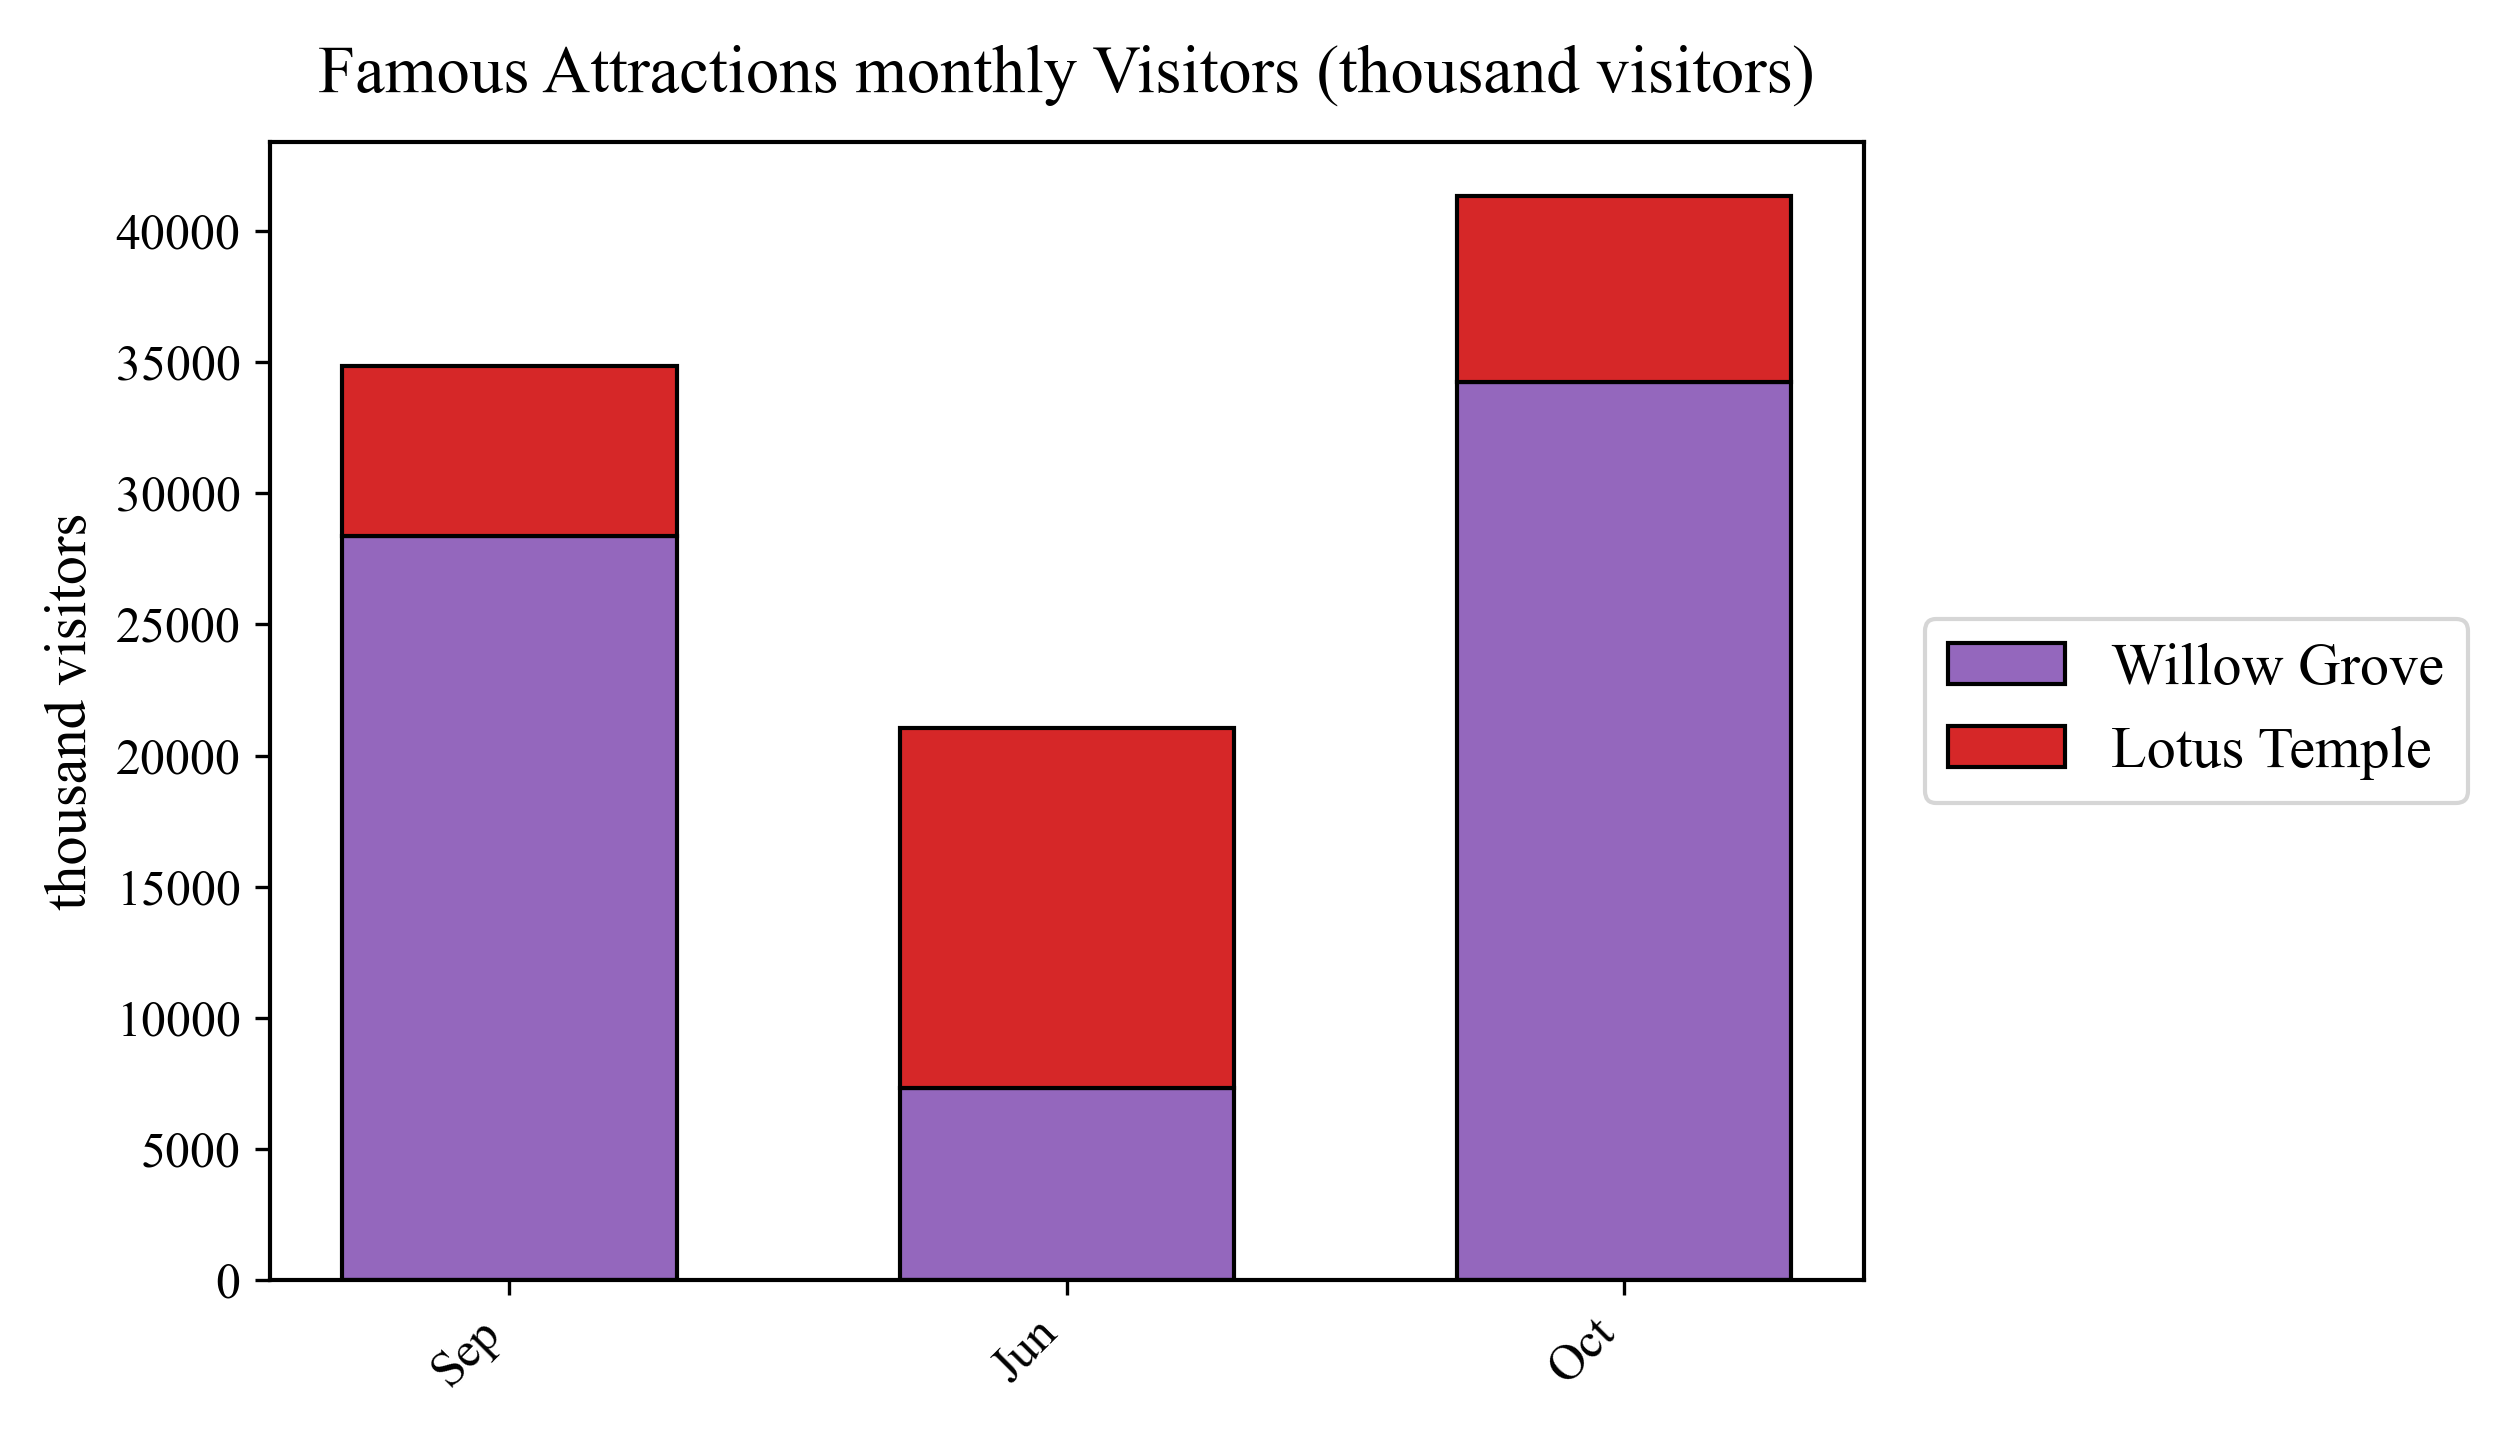 Famous Attractions monthly Visitors (thousand visitors)
thousand visitors
40000
35000
30000
25000
20000
15000
10000
5000
0
Sep
Jun
Oct
Willow Grove
Lotus Temple